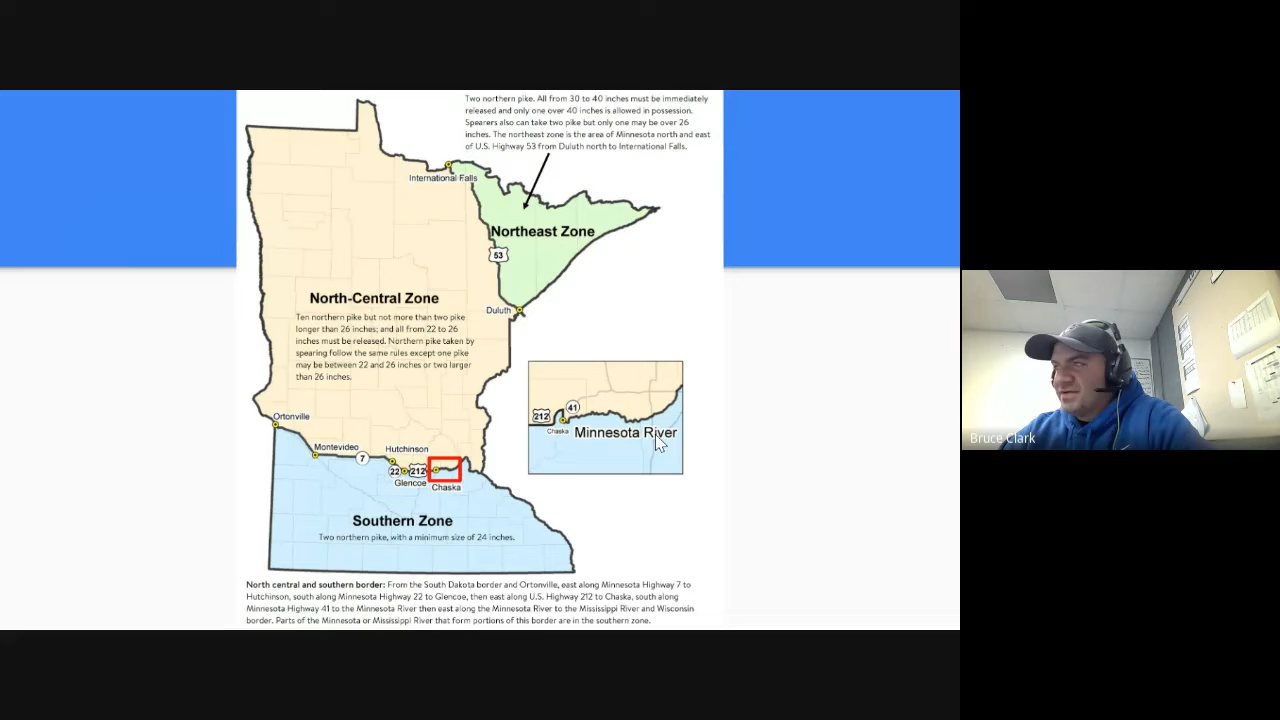 Two northern pike. All from 30 to 40 inches must be immediately
released and only one over 40 inches is allowed in possession.
Spearers also can take two pike but only one may be over 26
inches. The northeast zone is the area of Minnesota north and east
of U.S. Highway 53 from Duluth north to International Falls.
International Falls
Northeast Zone
53
North-Central Zone
Duluth
Ten northern pike but not more than two pike
longer than 26 inches; and all from 22 to 26
inches must be released. Northern pike taken by
spearing follow the same rules except one pike
may be between 22 and 26 inches or two larger
than 26 inches.
212
41
Chaska
Minnesota River
Ortonville
Montevideo
7
Hutchinson
22
212
Glencoe
Chaska
Southern Zone
Two northern pike, with a minimum size of 24 inches.
North central and southern border: From the South Dakota border and Ortonville, east along Minnesota Highway 7 to
Hutchinson, south along Minnesota Highway 22 to Glencoe, then east along U.S. Highway 212 to Chaska, south along
Minnesota Highway 41 to the Minnesota River then east along the Minnesota River to the Mississippi River and Wisconsin
border. Parts of the Minnesota or Mississippi River that form portions of this border are in the southern zone.
Bruce Clark